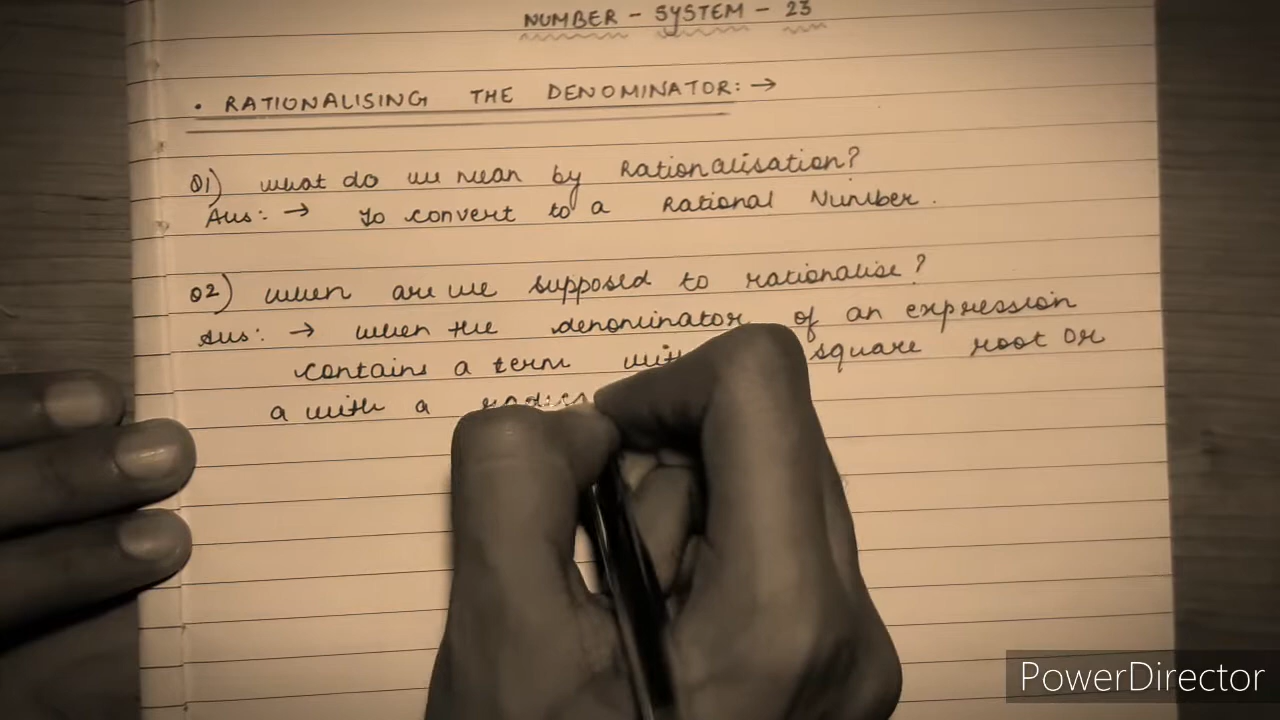 NUMBER - SYSTEM - 23
• RATIONALISING THE DENOMINATOR: →
Q1) What do we mean by Rationalisation?
Ans: → To convert to a Rational Number.
Q2) When are we supposed to rationalise?
Ans: → When the denominator of an expression
contains a term with square root or
a with a
PowerDirector